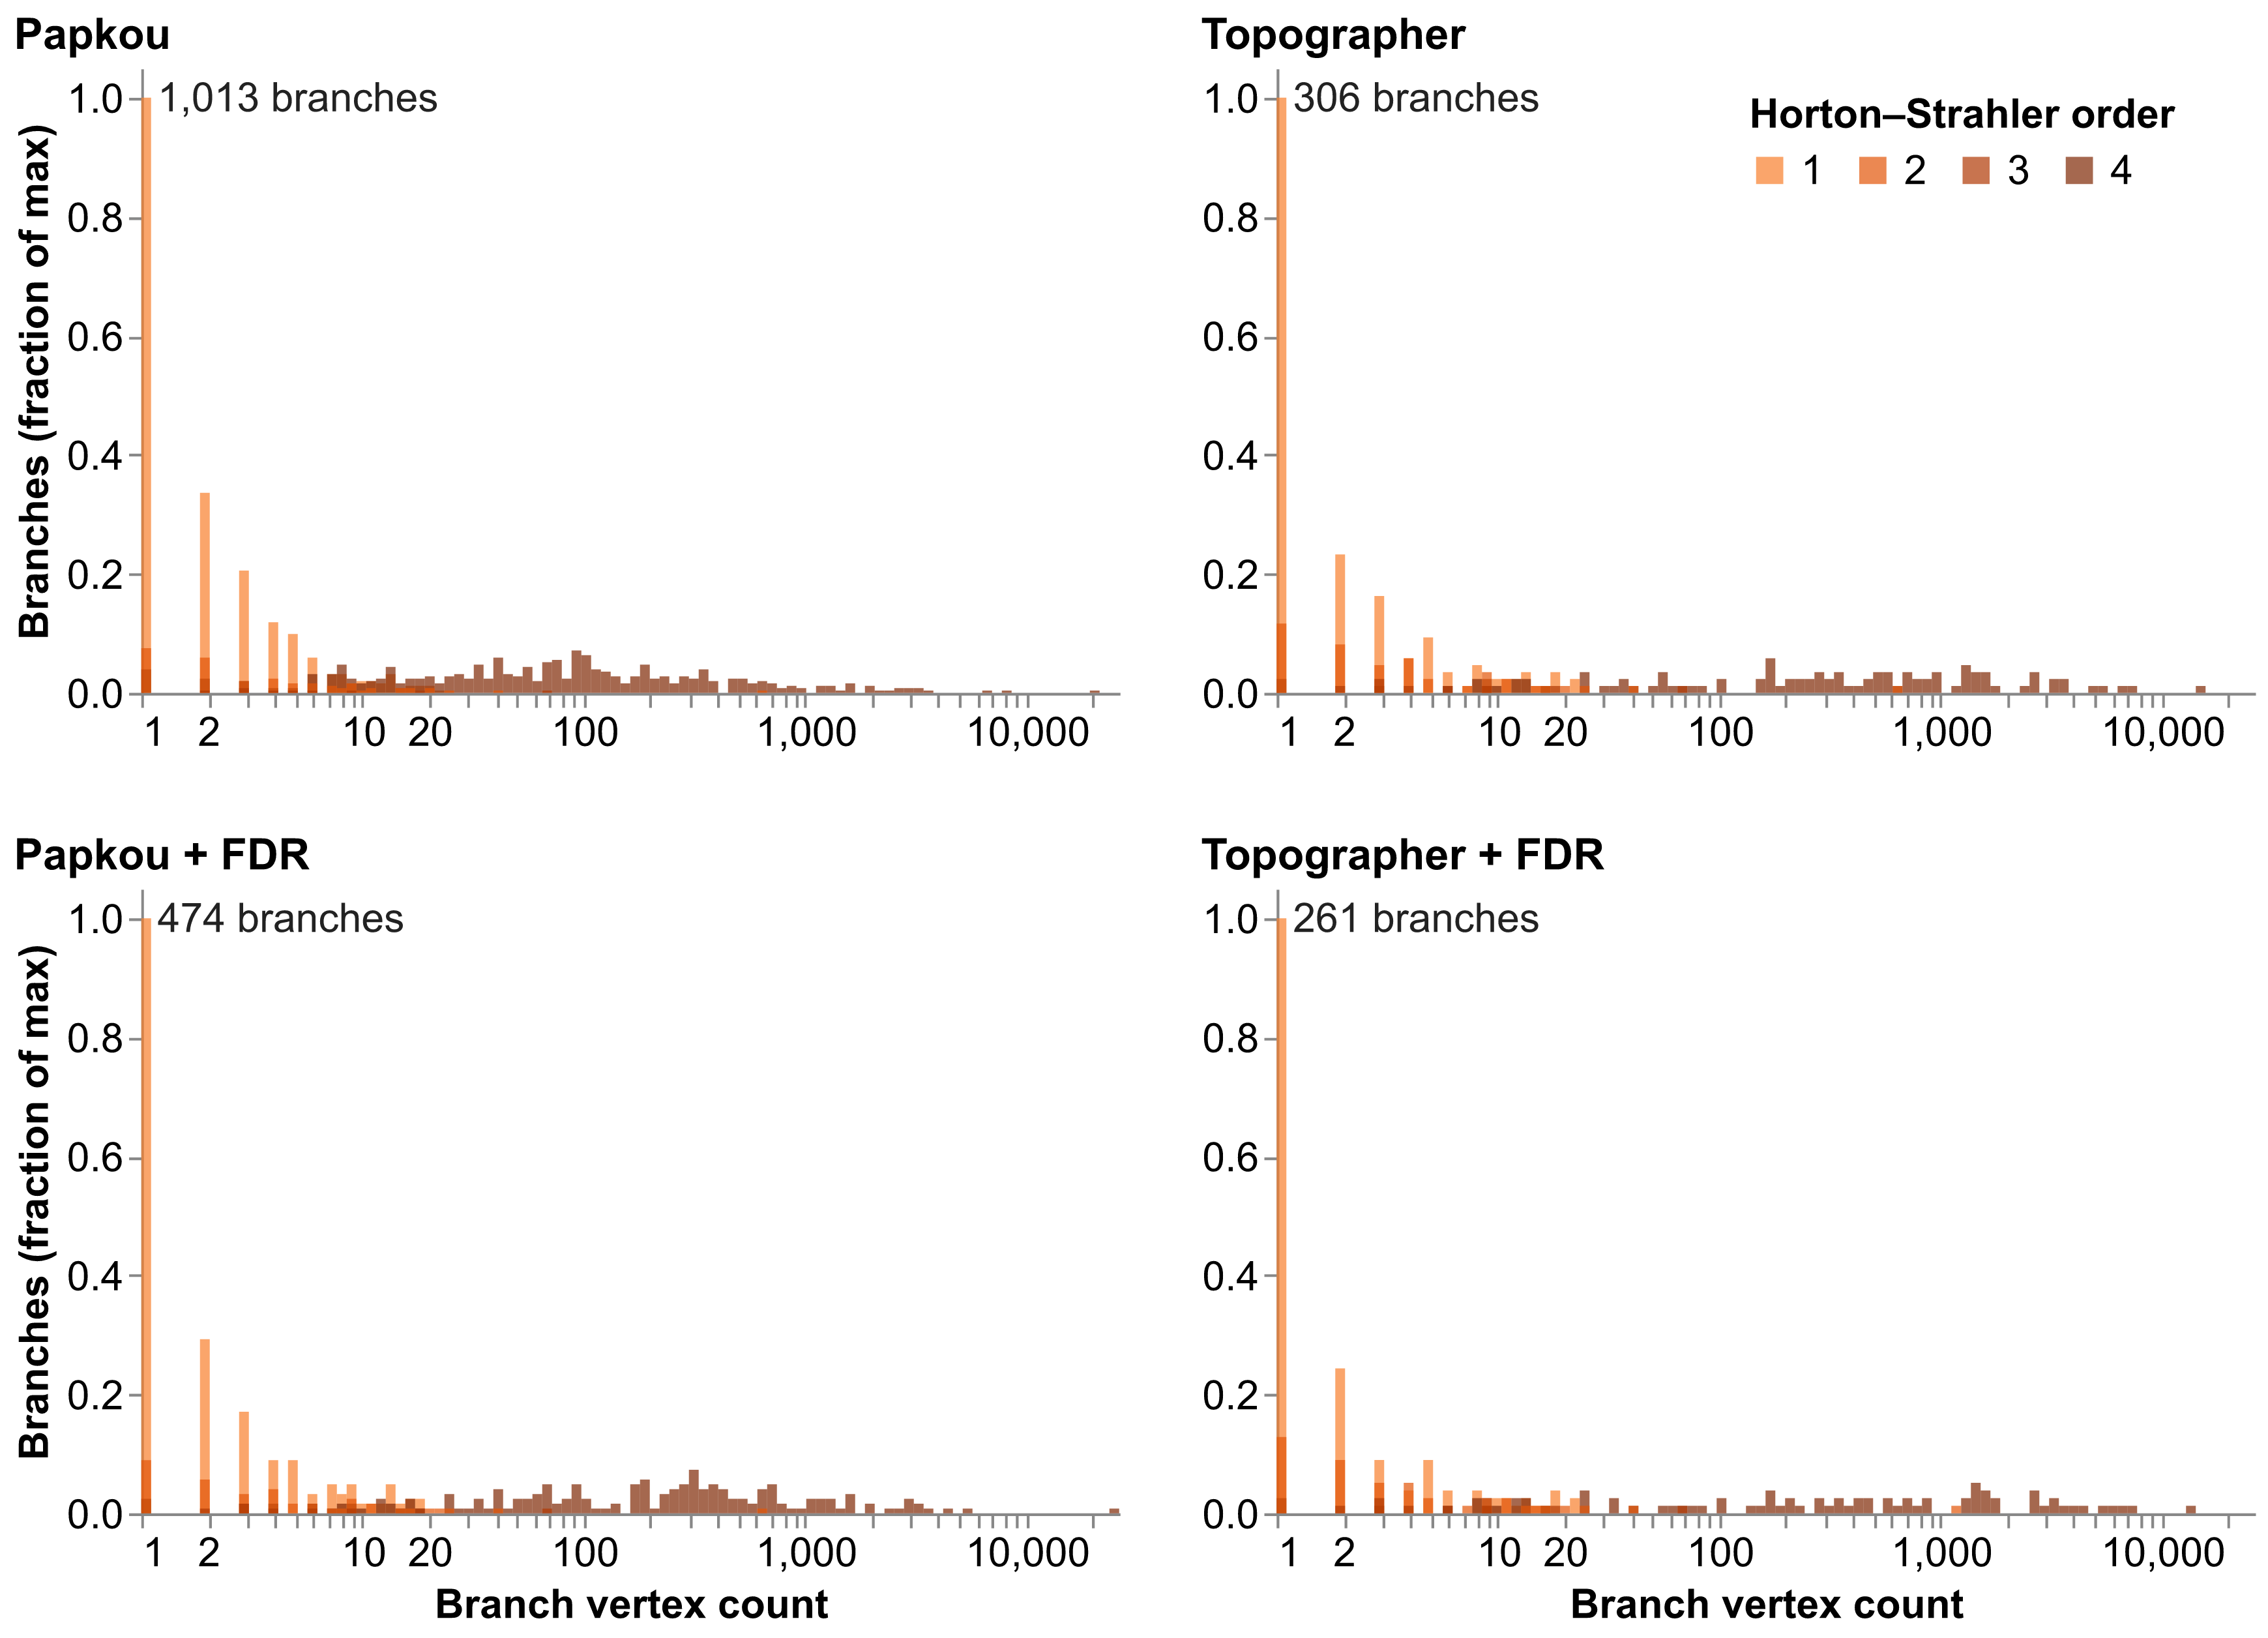 Papkou
1,013 branches
Branches (fraction of max)
1.0
0.8
0.6
0.4
0.2
0.0
1 2 10 20 100 1,000 10,000
Topographer
306 branches
Horton–Strahler order
1 2 3 4
1.0
0.8
0.6
0.4
0.2
0.0
1 2 10 20 100 1,000 10,000
Papkou + FDR
474 branches
Branches (fraction of max)
1.0
0.8
0.6
0.4
0.2
0.0
1 2 10 20 100 1,000 10,000
Branch vertex count
Topographer + FDR
261 branches
1.0
0.8
0.6
0.4
0.2
0.0
1 2 10 20 100 1,000 10,000
Branch vertex count